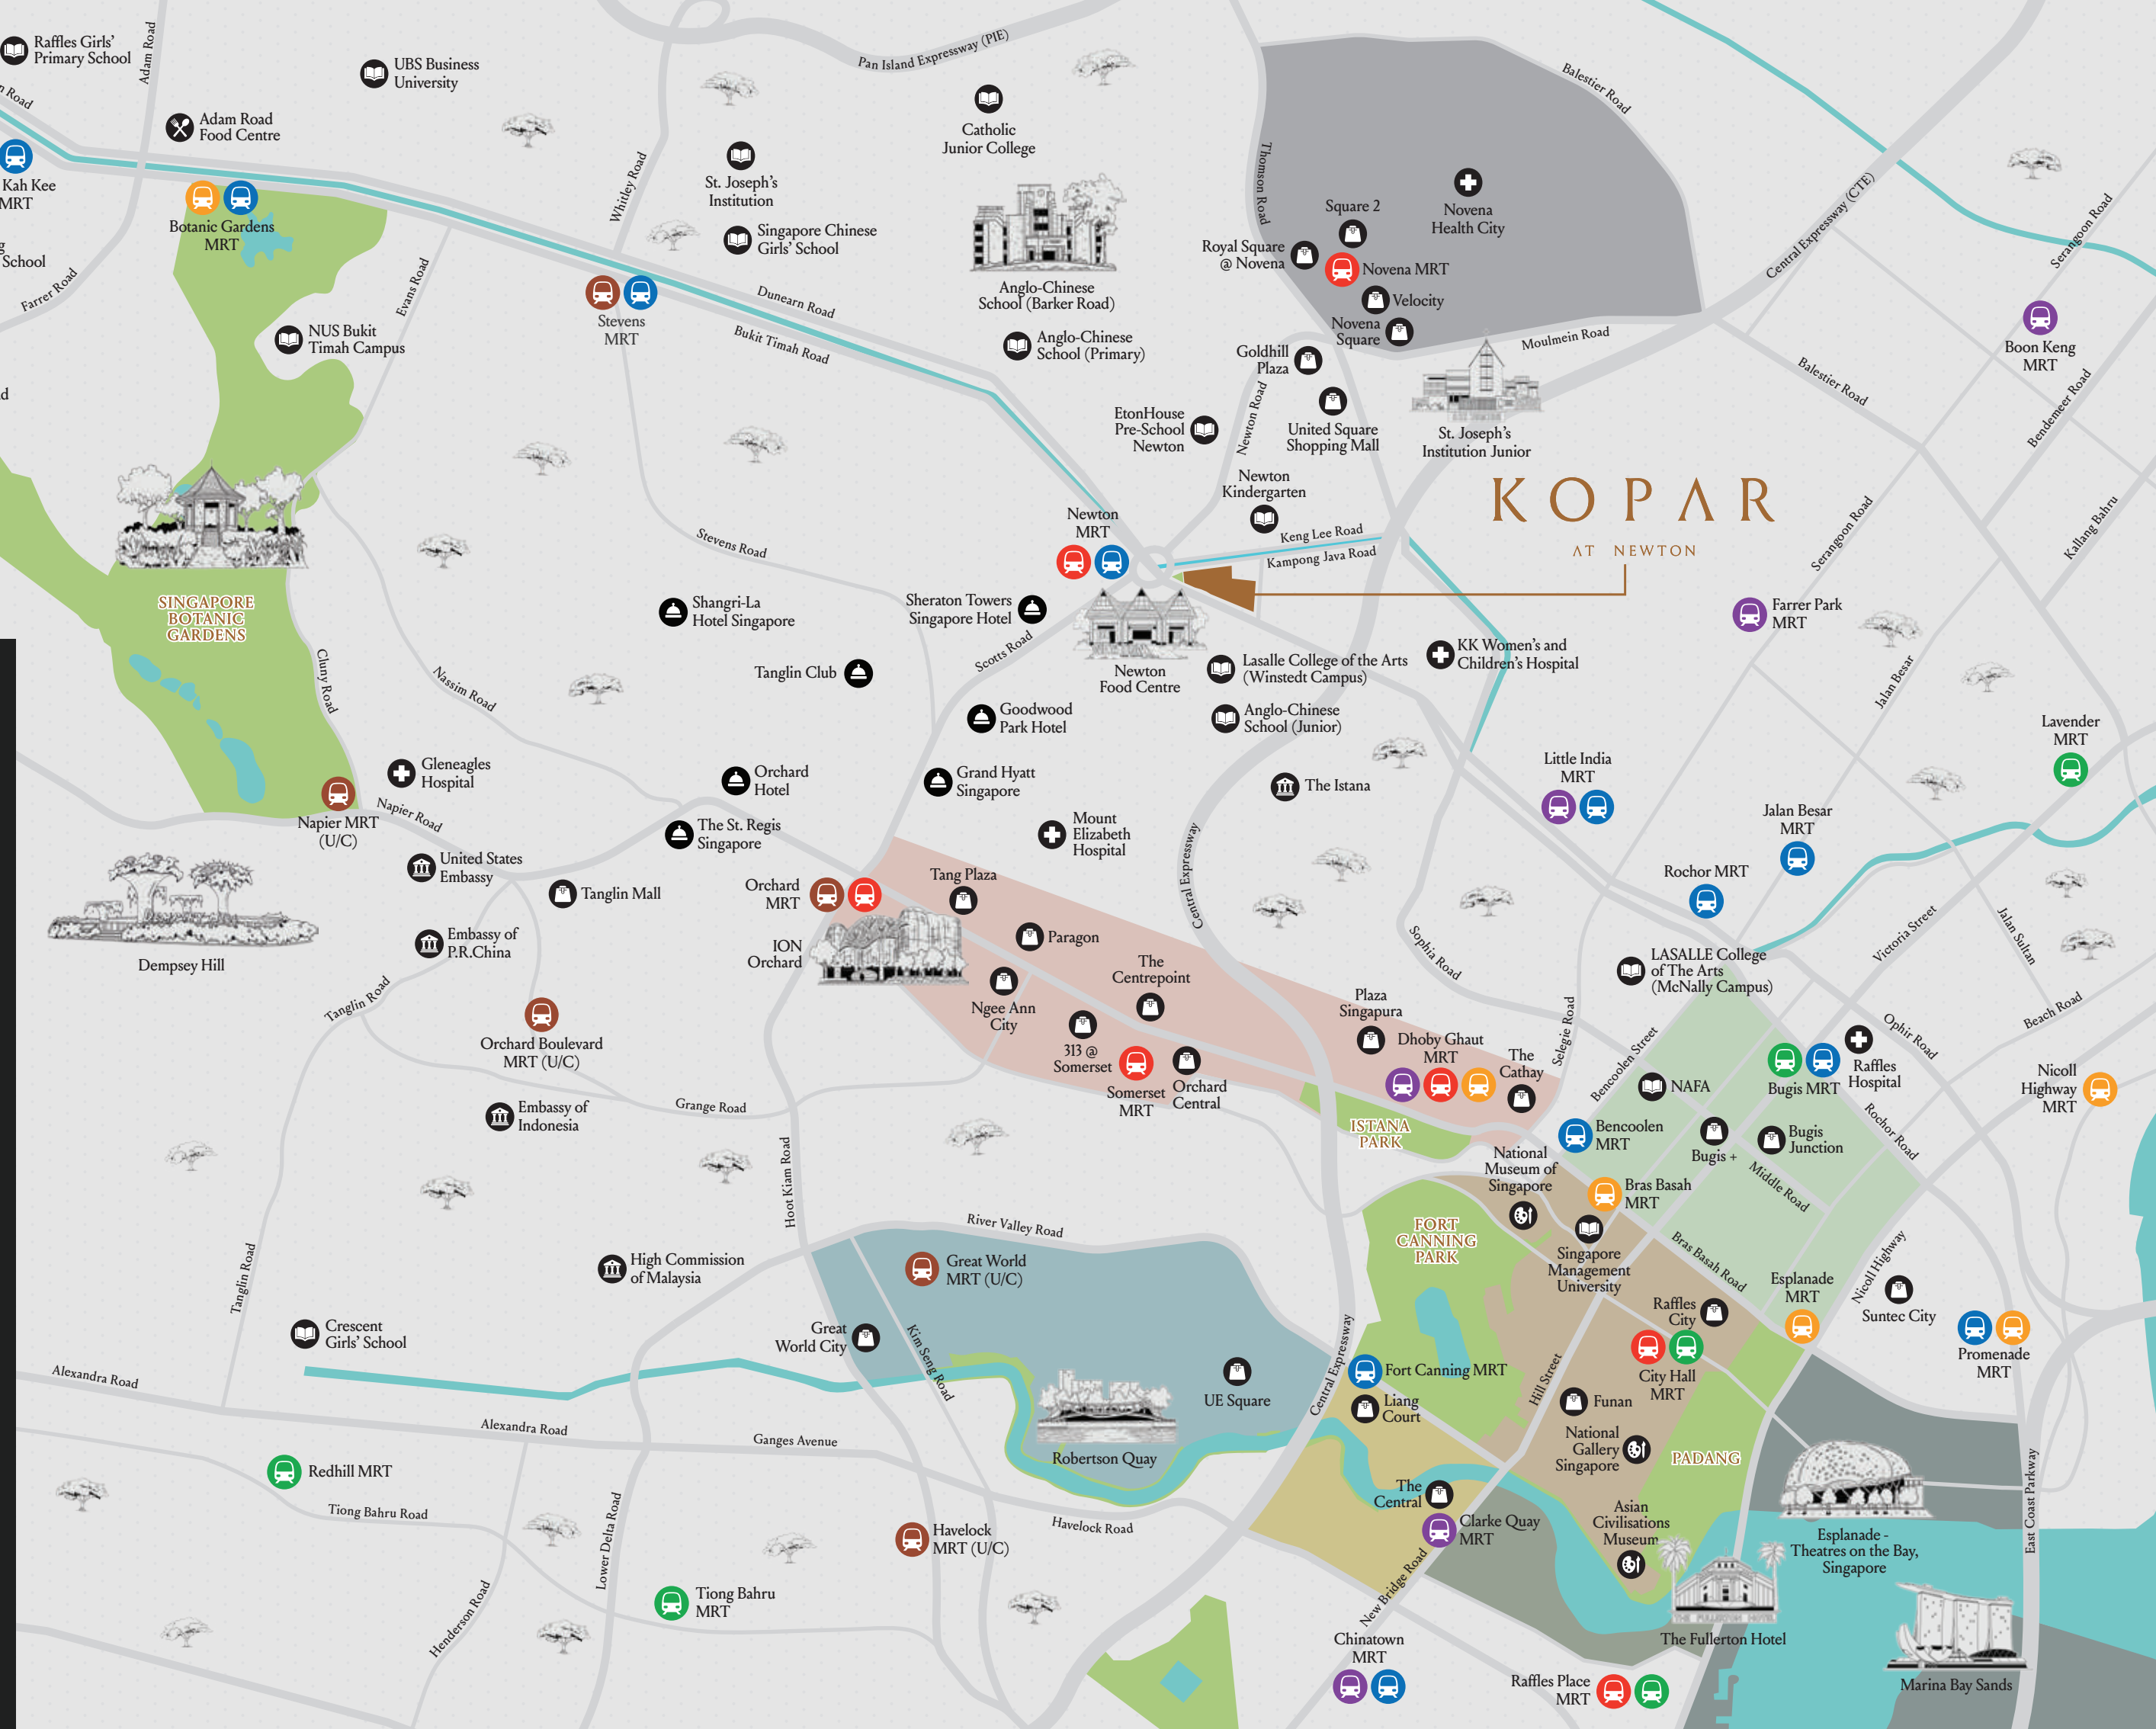 Raffles Girls'
Primary School
Adam Road
UBS Business
University
Pan Island Expressway (PIE)
Balestier Road
n Road
Adam Road
Food Centre
Catholic
Junior College
Kah Kee
MRT
Whitley Road
St. Joseph's
Institution
Thomson Road
Square 2
Novena
Health City
Central Expressway (CTE)
Serangoon Road
Botanic Gardens
MRT
Singapore Chinese
Girls' School
Royal Square
@ Novena
Novena MRT
g
School
Farrer Road
Evans Road
Dunearn Road
Anglo-Chinese
School (Barker Road)
Velocity
Novena
Square
Stevens
MRT
Bukit Timah Road
Moulmein Road
NUS Bukit
Timah Campus
Anglo-Chinese
School (Primary)
Goldhill
Plaza
Boon Keng
MRT
d
Balestier Road
Bendemeer Road
EtonHouse
Pre-School
Newton
Newton Road
United Square
Shopping Mall
St. Joseph's
Institution Junior
Newton
Kindergarten
KOPAR
AT NEWTON
Newton
MRT
Keng Lee Road
Kampong Java Road
Serangoon Road
Kallang Bahru
Stevens Road
SINGAPORE
BOTANIC
GARDENS
Shangri-La
Hotel Singapore
Sheraton Towers
Singapore Hotel
Farrer Park
MRT
Scotts Road
KK Women's and
Children's Hospital
Cluny Road
Nassim Road
Tanglin Club
Newton
Food Centre
Lasalle College of the Arts
(Winstedt Campus)
Jalan Besar
Goodwood
Park Hotel
Anglo-Chinese
School (Junior)
Lavender
MRT
Gleneagles
Hospital
Orchard
Hotel
Grand Hyatt
Singapore
The Istana
Little India
MRT
Napier MRT
(U/C)
Napier Road
The St. Regis
Singapore
Mount
Elizabeth
Hospital
Central Expressway
Jalan Besar
MRT
United States
Embassy
Tanglin Mall
Orchard
MRT
Tang Plaza
Rochor MRT
Embassy of
P.R.China
ION
Orchard
Paragon
Sophia Road
Victoria Street
Jalan Sultan
Dempsey Hill
The
Centrepoint
LASALLE College
of The Arts
(McNally Campus)
Tanglin Road
Ngee Ann
City
Plaza
Singapura
Selegie Road
Beach Road
Orchard Boulevard
MRT (U/C)
313 @
Somerset
Somerset
MRT
Orchard
Central
Dhoby Ghaut
MRT
The
Cathay
Bencoolen Street
Ophir Road
NAFA
Bugis MRT
Raffles
Hospital
Nicoll
Highway
MRT
Embassy of
Indonesia
Grange Road
ISTANA
PARK
Bencoolen
MRT
Bugis +
Bugis
Junction
Rochor Road
Hoot Kiam Road
National
Museum of
Singapore
Middle Road
Bras Basah
MRT
River Valley Road
FORT
CANNING
PARK
Tanglin Road
High Commission
of Malaysia
Great World
MRT (U/C)
Singapore
Management
University
Bras Basah Road
Esplanade
MRT
Nicoll Highway
Suntec City
Raffles
City
Crescent
Girls' School
Great
World City
Kim Seng Road
Central Expressway
Promenade
MRT
Alexandra Road
UE Square
Fort Canning MRT
Hill Street
City Hall
MRT
Liang
Court
Funan
Alexandra Road
Ganges Avenue
Robertson Quay
National
Gallery
Singapore
PADANG
Redhill MRT
The
Central
East Coast Parkway
Tiong Bahru Road
Lower Delta Road
Havelock
MRT (U/C)
Havelock Road
Clarke Quay
MRT
Asian
Civilisations
Museum
Esplanade -
Theatres on the Bay,
Singapore
Henderson Road
Tiong Bahru
MRT
New Bridge Road
THE FULLERTON HOTEL
Chinatown
MRT
The Fullerton Hotel
Raffles Place
MRT
Marina Bay Sands